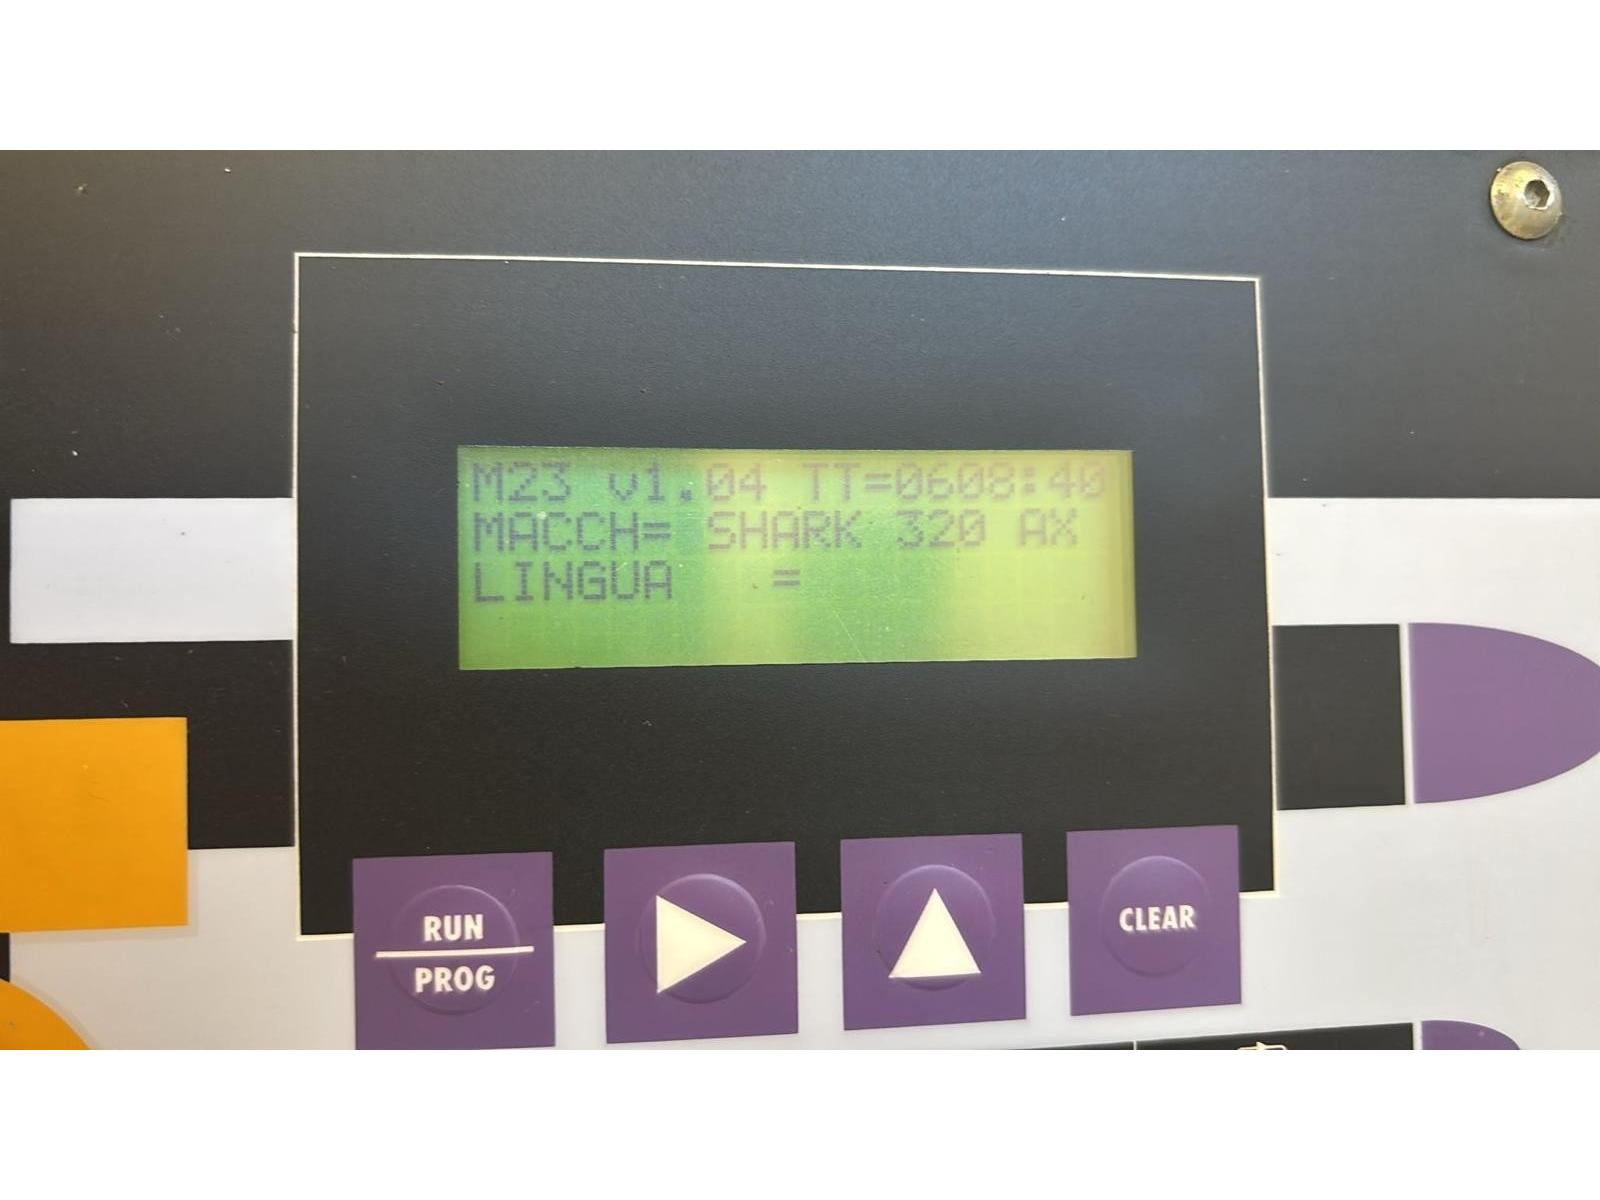 M23 v1.04 TT=0608:40
MACCH= SHARK 320 AX
LINGUA =
RUN
PROG
CLEAR